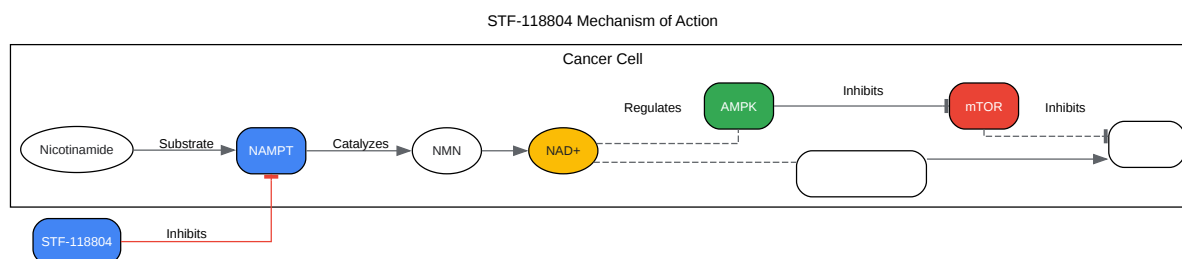 STF-118804 Mechanism of Action
Cancer Cell
Nicotinamide
Substrate
NAMPT
Catalyzes
NMN
NAD+
Regulates
AMPK
Inhibits
mTOR
Inhibits
STF-118804
Inhibits